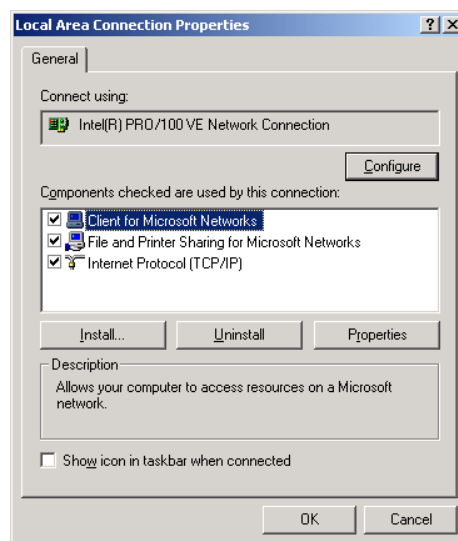 Local Area Connection Properties
General
Connect using:
Intel(R) PRO/100 VE Network Connection
Configure
Components checked are used by this connection:
Client for Microsoft Networks
File and Printer Sharing for Microsoft Networks
Internet Protocol (TCP/IP)
Install... Uninstall Properties
Description
Allows your computer to access resources on a Microsoft
network.
Show icon in taskbar when connected
OK Cancel